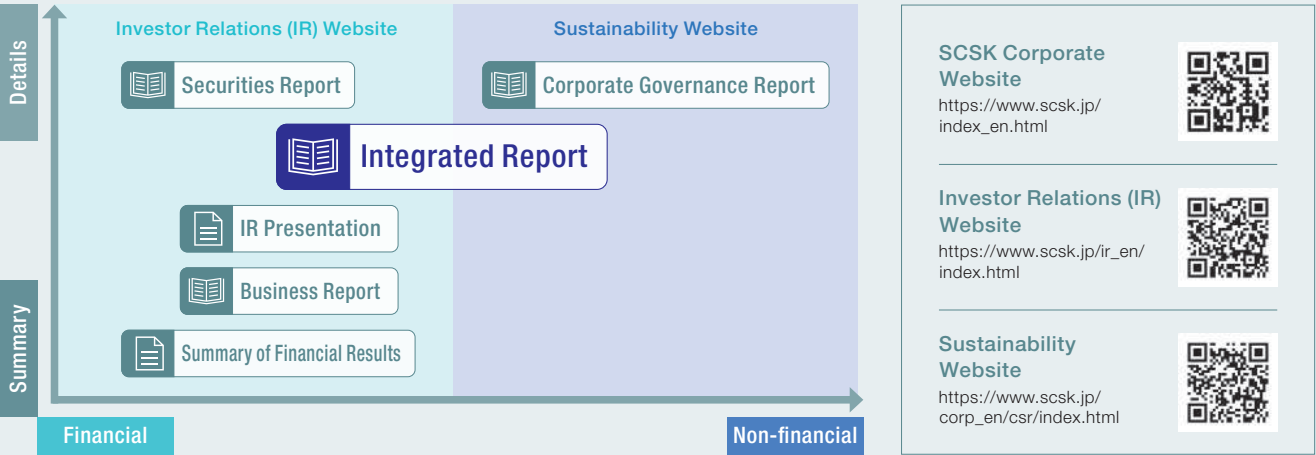 Details
Summary
Investor Relations (IR) Website
Sustainability Website
Securities Report
Corporate Governance Report
Integrated Report
IR Presentation
Business Report
Summary of Financial Results
Financial
Non-financial
SCSK Corporate
Website
https://www.scsk.jp/
index_en.html
Investor Relations (IR)
Website
https://www.scsk.jp/ir_en/
index.html
Sustainability
Website
https://www.scsk.jp/
corp_en/csr/index.html